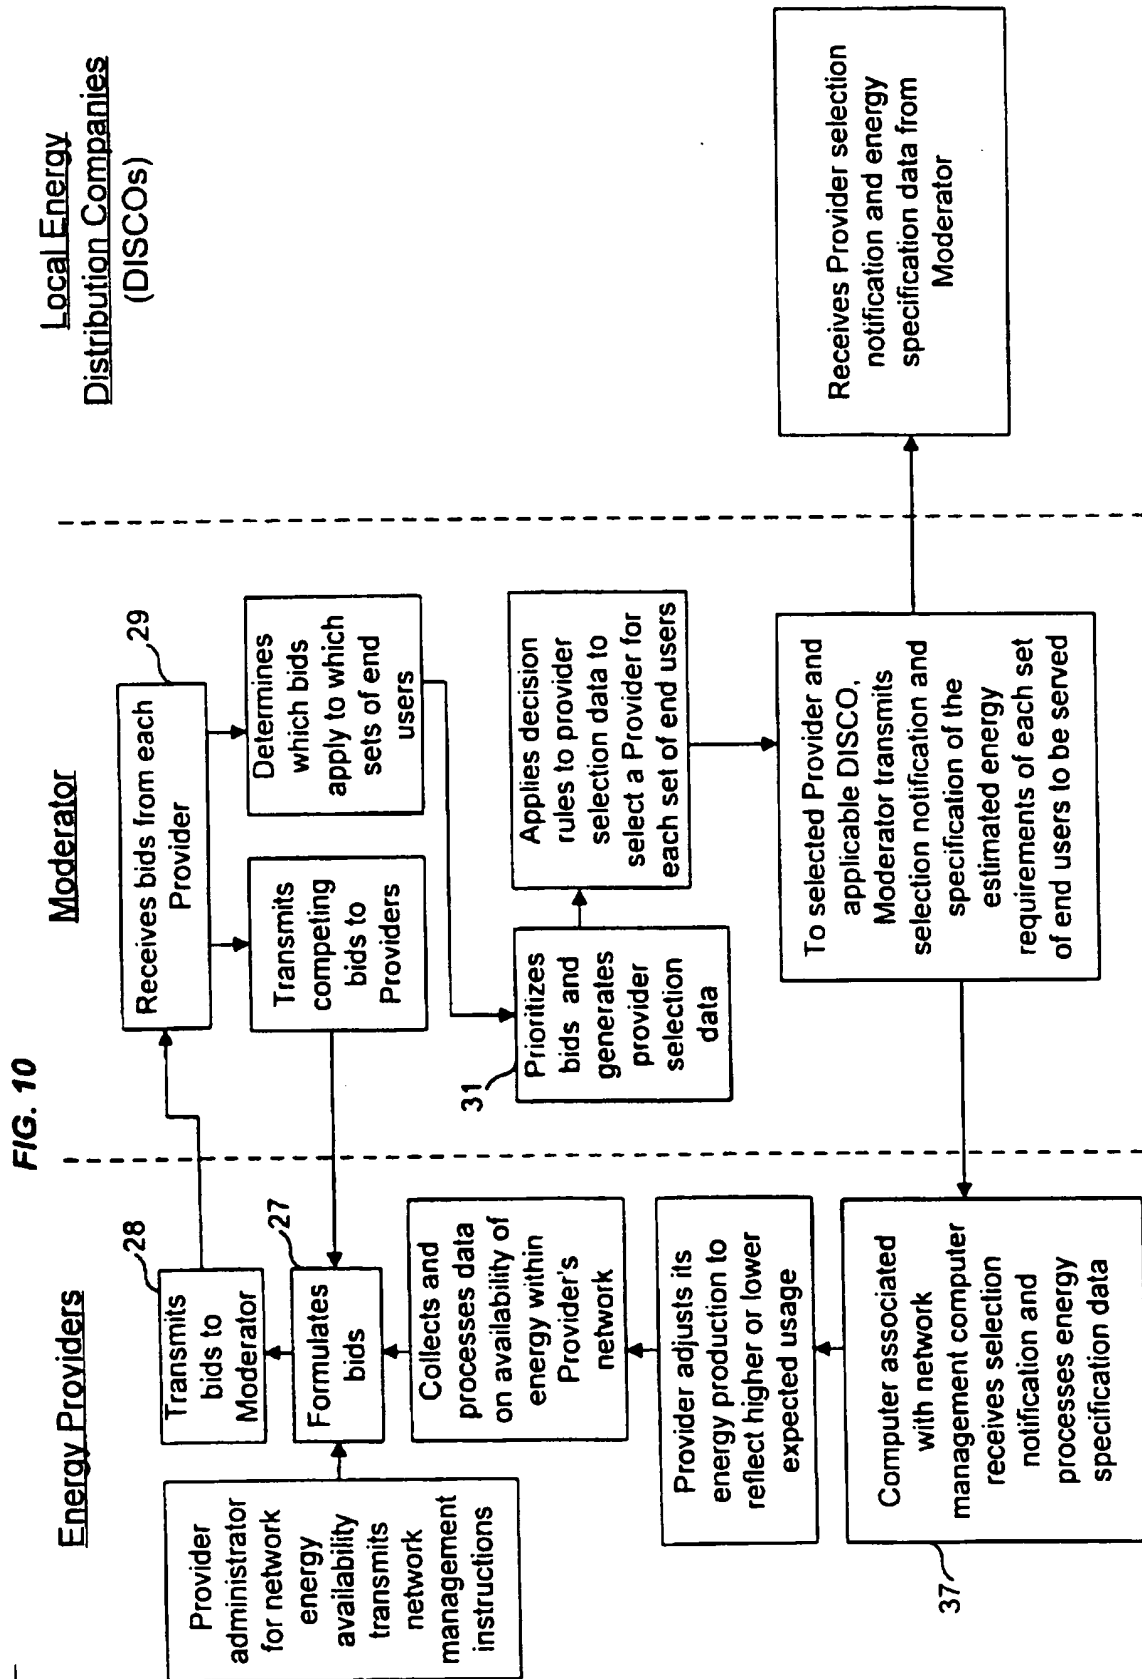 FIG. 10
Energy Providers
Moderator
Local Energy
Distribution Companies
(DISCOs)
Provider
administrator
for network
energy
availability
transmits
network
management
instructions
28
Transmits
bids to
Moderator
27
Formulates
bids
Collects and
processes data
on availability of
energy within
Provider's
network
Provider adjusts its
energy production to
reflect higher or lower
expected usage
Computer associated
with network
management computer
receives selection
notification and
processes energy
specification data
37
29
Receives bids from each
Provider
Transmits
competing
bids to
Providers
Determines
which bids
apply to which
sets of end
users
31
Prioritizes
bids and
generates
provider
selection
data
Applies decision
rules to provider
selection data to
select a Provider for
each set of end users
To selected Provider and
applicable DISCO,
Moderator transmits
selection notification and
specification of the
estimated energy
requirements of each set
of end users to be served
Receives Provider selection
notification and energy
specification data from
Moderator